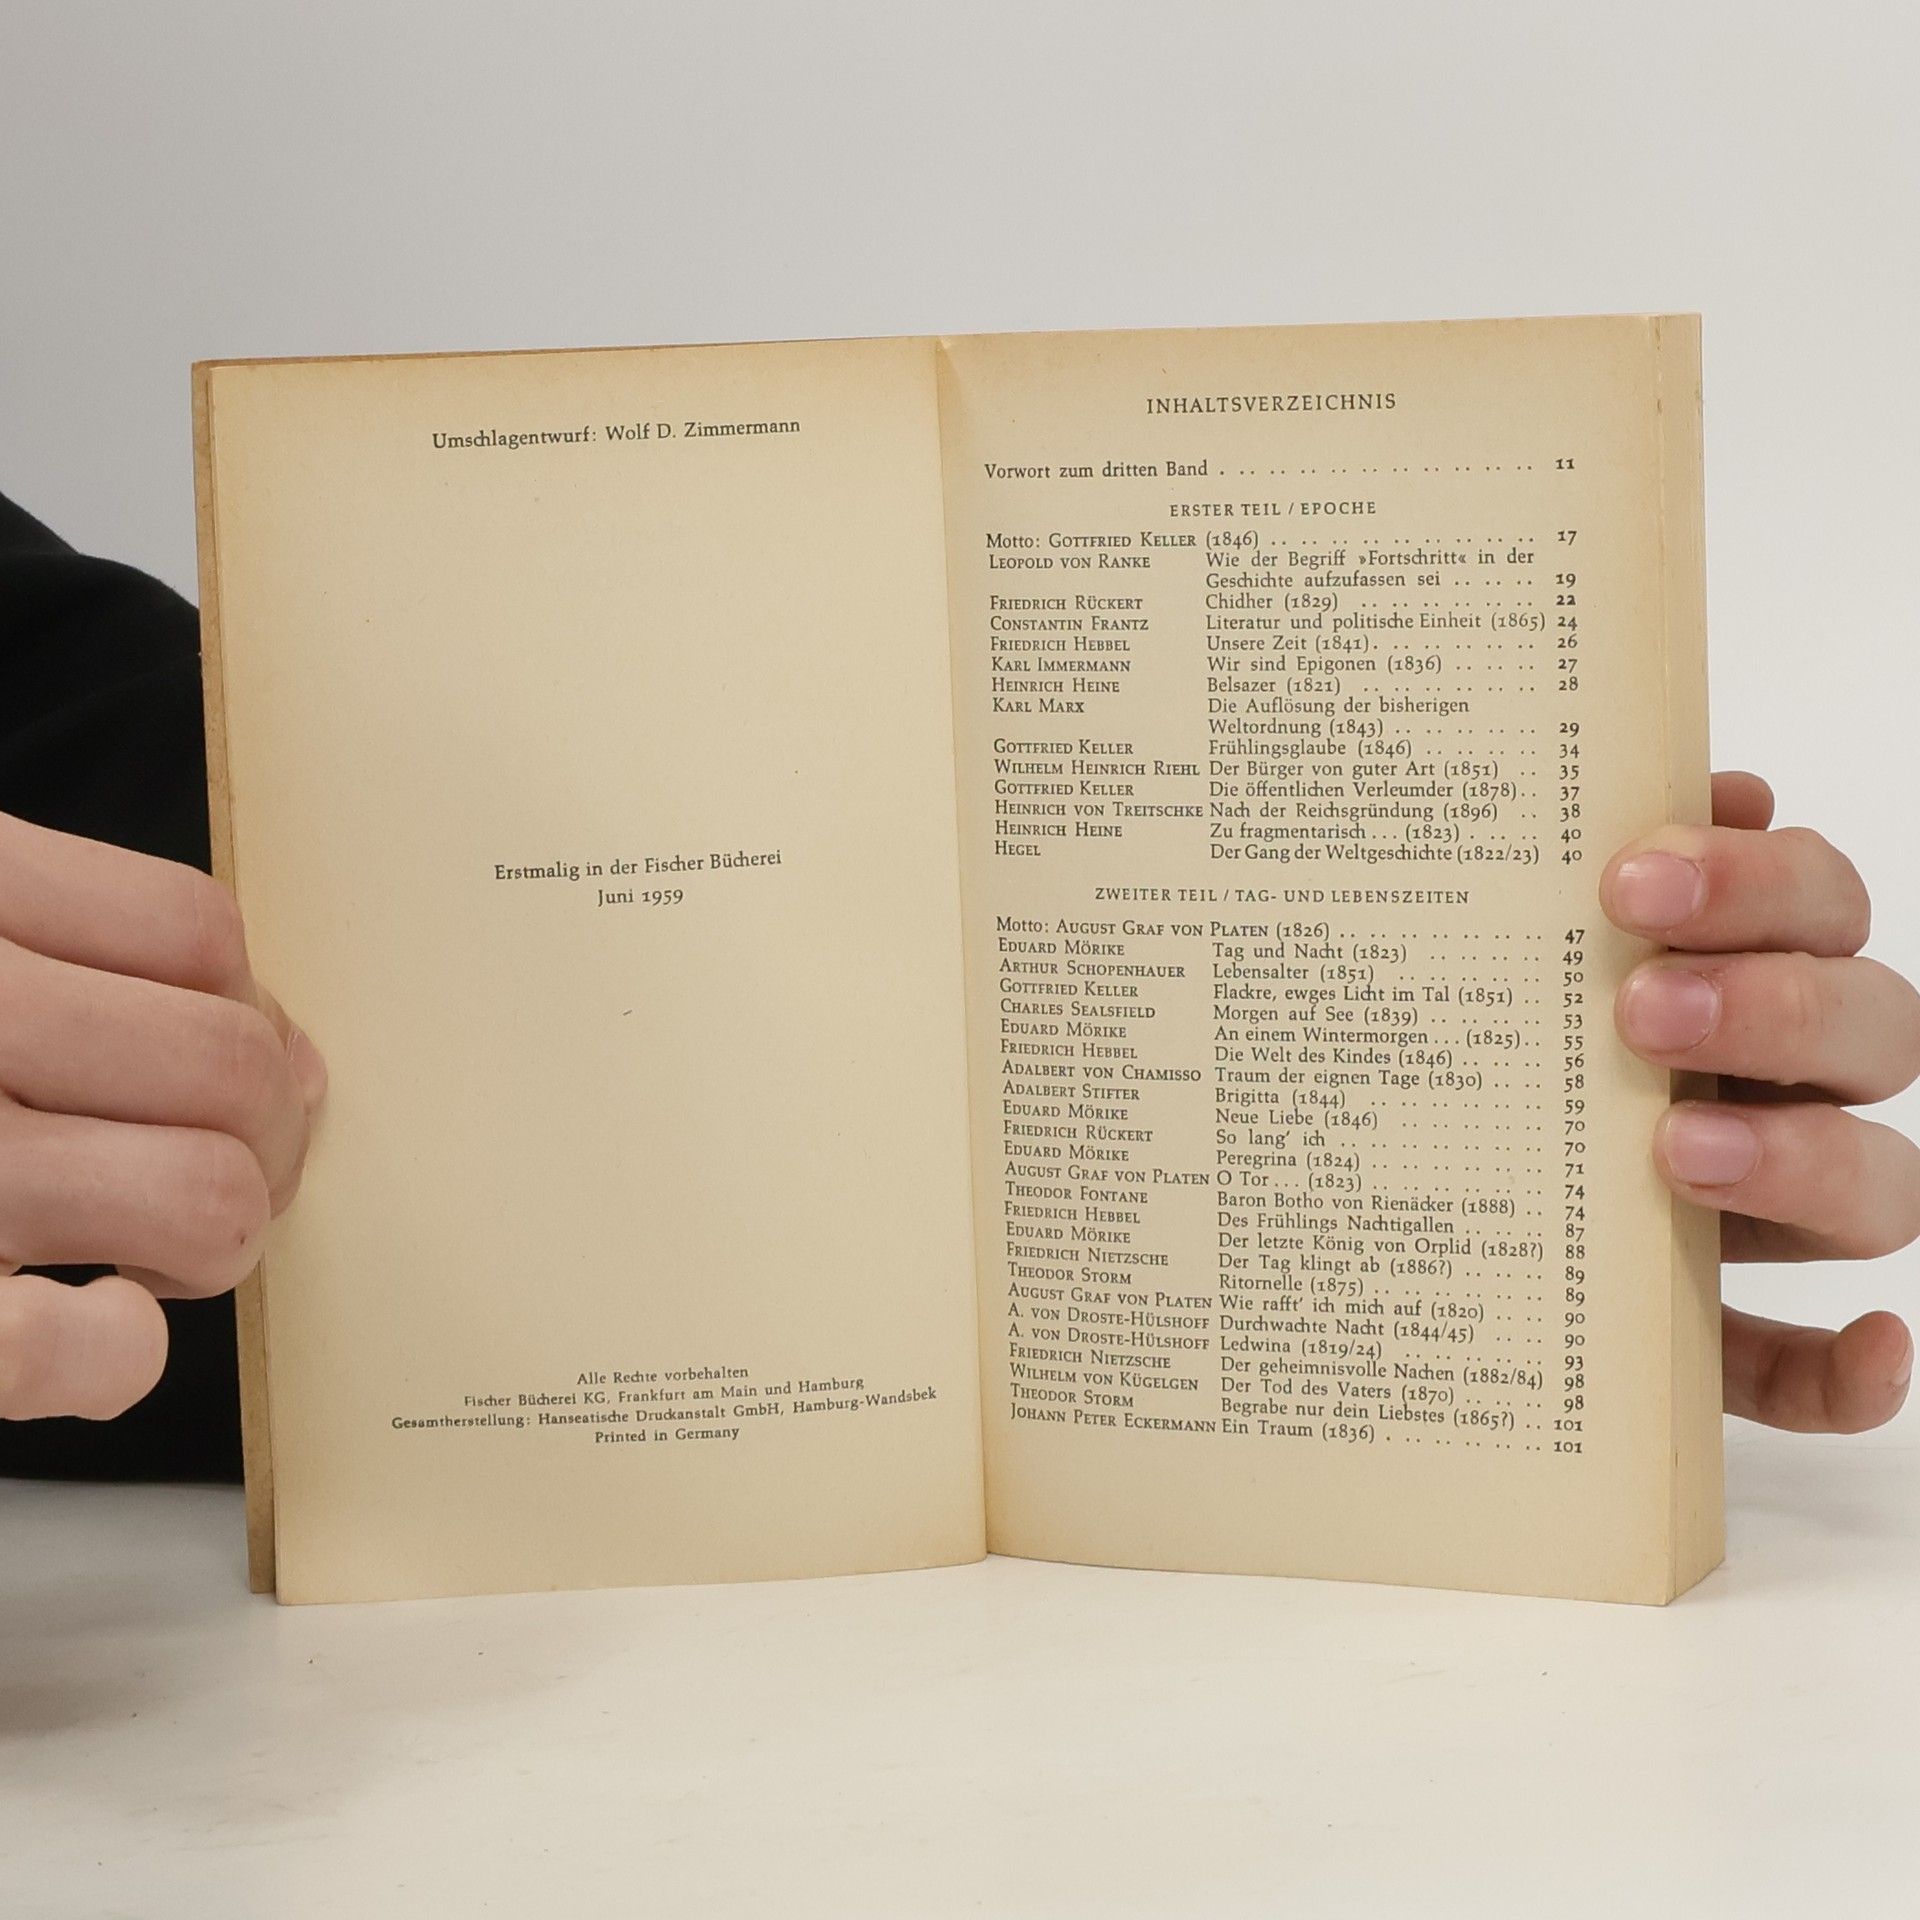 Umschlagentwurf: Wolf D. Zimmermann
Erstmalig in der Fischer Bücherei
Juni 1959
Alle Rechte vorbehalten
Fischer Bücherei KG, Frankfurt am Main und Hamburg
Gesamtherstellung: Hanseatische Druckanstalt GmbH, Hamburg-Wandsbek
Printed in Germany
INHALTSVERZEICHNIS
Vorwort zum dritten Band . .. .. .. .. .. .. .. .. .. .. 11
ERSTER TEIL / EPOCHE
Motto: GOTTFRIED KELLER (1846) .. .. .. .. .. .. .. .. .. 17
LEOPOLD VON RANKE Wie der Begriff »Fortschritt« in der
Geschichte aufzufassen sei .. .. .. 19
FRIEDRICH RÜCKERT Chidher (1829) .. .. .. .. .. .. 22
CONSTANTIN FRANTZ Literatur und politische Einheit (1865) 24
FRIEDRICH HEBBEL Unsere Zeit (1841). .. .. .. .. .. 26
KARL IMMERMANN Wir sind Epigonen (1836) .. .. .. 27
HEINRICH HEINE Belsazer (1821) .. .. .. .. .. .. 28
KARL MARX Die Auflösung der bisherigen
Weltordnung (1843) .. .. .. .. .. 29
GOTTFRIED KELLER Frühlingsglaube (1846) .. .. .. .. 34
WILHELM HEINRICH RIEHL Der Bürger von guter Art (1851) .. 35
GOTTFRIED KELLER Die öffentlichen Verleumder (1878).. 37
HEINRICH VON TREITSCHKE Nach der Reichsgründung (1896) .. 38
HEINRICH HEINE Zu fragmentarisch ... (1823) . .. .. 40
HEGEL Der Gang der Weltgeschichte (1822/23) 40
ZWEITER TEIL / TAG- UND LEBENSZEITEN
Motto: AUGUST GRAF VON PLATEN (1826) .. .. .. .. .. .. .. 47
EDUARD MÖRIKE Tag und Nacht (1823) .. .. .. .. 49
ARTHUR SCHOPENHAUER Lebensalter (1851) .. .. .. .. .. 50
GOTTFRIED KELLER Flackre, ewges Licht im Tal (1851) .. 52
CHARLES SEALSFIELD Morgen auf See (1839) .. .. .. .. 53
EDUARD MÖRIKE An einem Wintermorgen ... (1825).. 55
FRIEDRICH HEBBEL Die Welt des Kindes (1846) .. .. .. 56
ADALBERT VON CHAMISSO Traum der eignen Tage (1830) .. .. 58
ADALBERT STIFTER Brigitta (1844) .. .. .. .. .. .. 59
EDUARD MÖRIKE Neue Liebe (1846) .. .. .. .. .. 70
FRIEDRICH RÜCKERT So lang’ ich .. .. .. .. .. .. .. 70
EDUARD MÖRIKE Peregrina (1824) .. .. .. .. .. .. 71
AUGUST GRAF VON PLATEN O Tor ... (1823) .. .. .. .. .. .. 74
THEODOR FONTANE Baron Botho von Rienäcker (1888) .. 74
FRIEDRICH HEBBEL Des Frühlings Nachtigallen .. .. .. 87
EDUARD MÖRIKE Der letzte König von Orplid (1828?) 88
FRIEDRICH NIETZSCHE Der Tag klingt ab (1886?) .. .. .. 89
THEODOR STORM Ritornelle (1875) .. .. .. .. .. .. 89
AUGUST GRAF VON PLATEN Wie rafft’ ich mich auf (1820) .. .. 90
A. VON DROSTE-HÜLSHOFF Durchwachte Nacht (1844/45) .. .. 90
A. VON DROSTE-HÜLSHOFF Ledwina (1819/24) .. .. .. .. .. 93
FRIEDRICH NIETZSCHE Der geheimnisvolle Nachen (1882/84) 98
WILHELM VON KÜGELGEN Der Tod des Vaters (1870) .. .. .. 98
THEODOR STORM Begrabe nur dein Liebstes (1865?) .. 101
JOHANN PETER ECKERMANN Ein Traum (1836) . .. .. .. .. .. 101